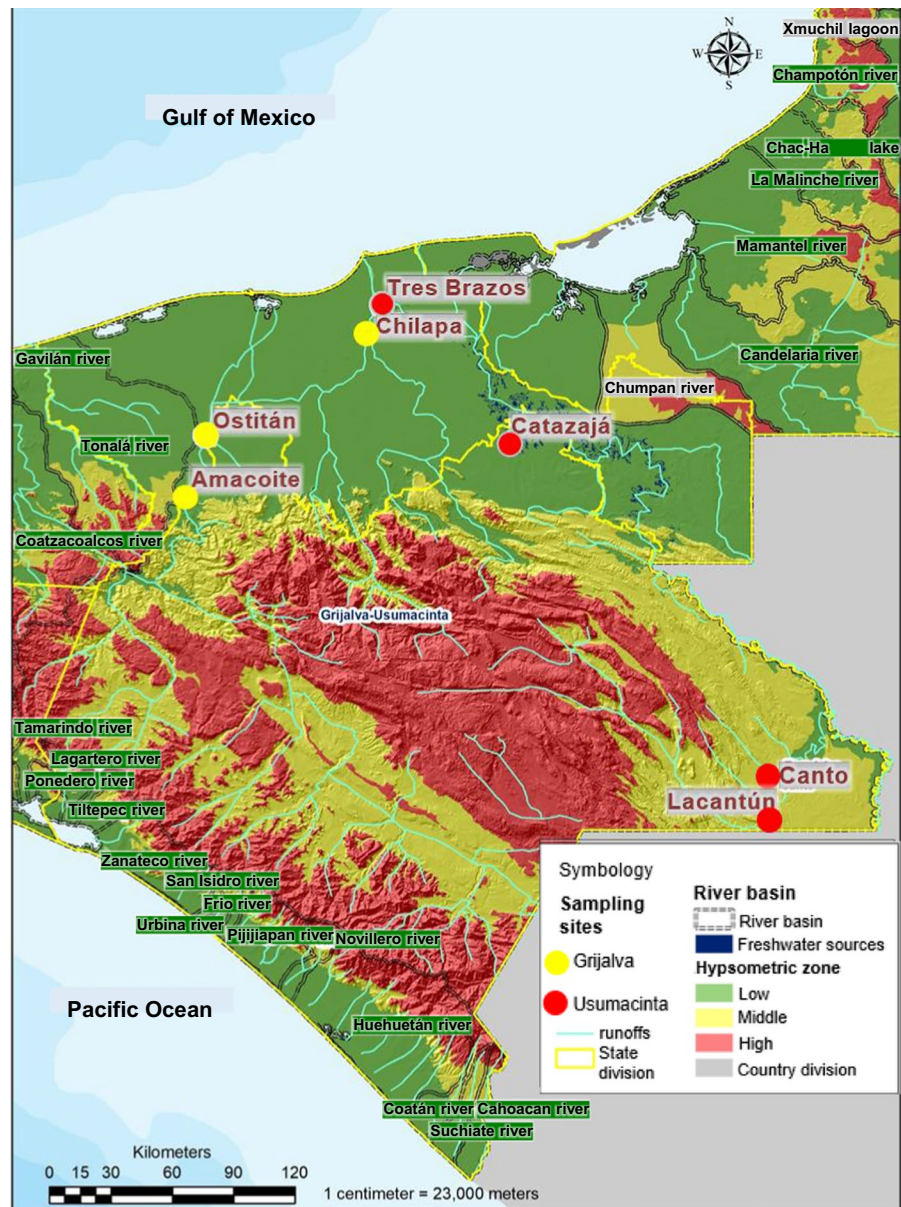 Xmuchil lagoon
N
W E
S
Champotón river
Gulf of Mexico
Chac-Ha lake
La Malinche river
Mamantel river
Tres Brazos
Chilapa
Gavilán river
Candelaria river
Chumpan river
Ostitán
Catazajá
Tonalá river
Amacoite
Coatzacoalcos river
Grijalva-Usumacinta
Tamarindo river
Lagartero river
Ponedero river
Tiltepec river
Canto
Lacantún
Zanateco river
San Isidro river
Frio river
Urbina river
Pijijiapan river
Novillero river
Pacific Ocean
Huehuetán river
Coatán river
Cahoacan river
Suchiate river
Symbology
Sampling
sites
Grijalva
Usumacinta
runoffs
State
division
River basin
River basin
Freshwater sources
Hypsometric zone
Low
Middle
High
Country division
Kilometers
0 15 30 60 90 120
1 centimeter = 23,000 meters